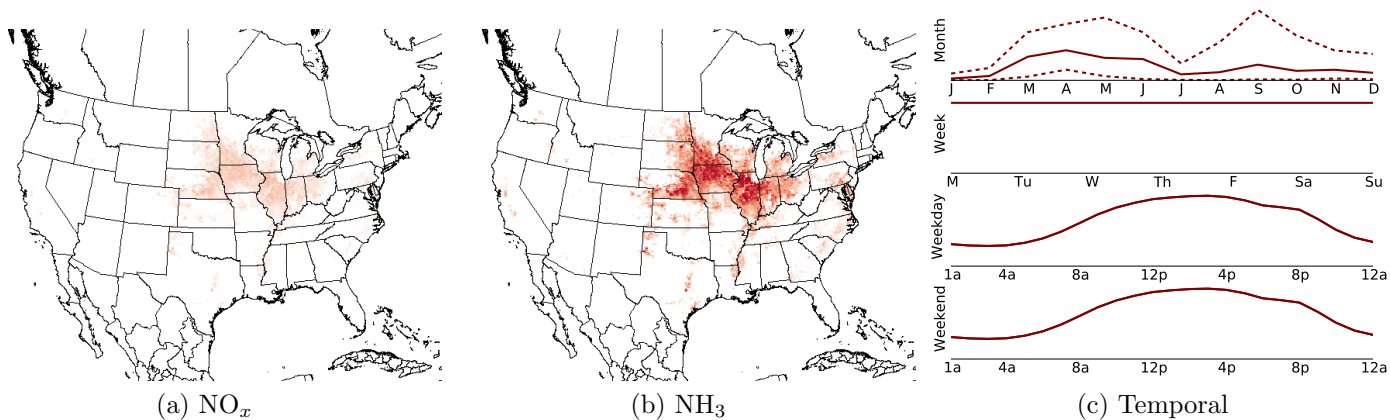 Month
J F M A M J J A S O N D
Week
M Tu W Th F Sa Su
Weekday
1a 4a 8a 12p 4p 8p 12a
Weekend
1a 4a 8a 12p 4p 8p 12a
(a) NOₓ
(b) NH₃
(c) Temporal